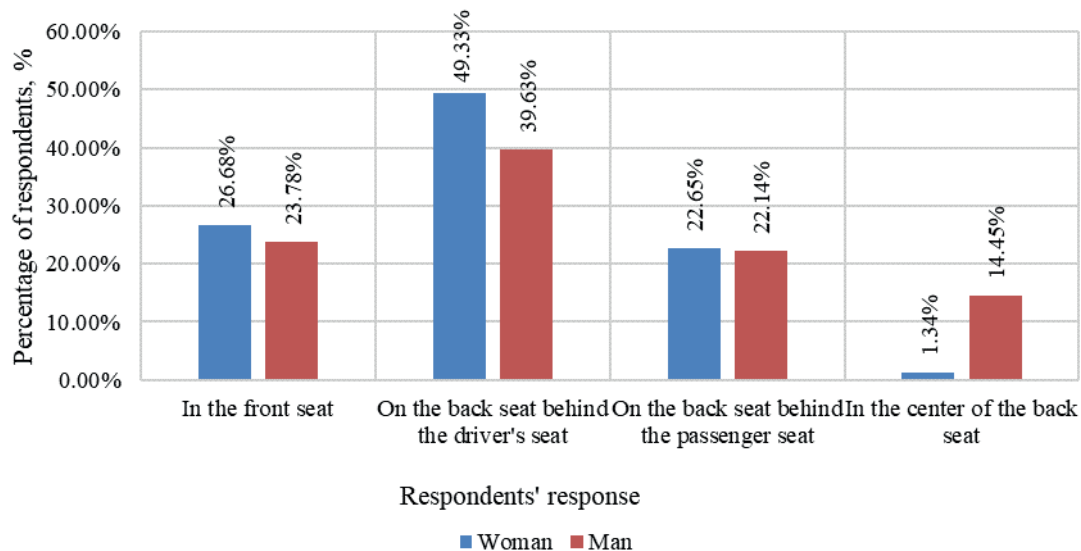 Percentage of respondents, %
60.00%
50.00%
40.00%
30.00%
20.00%
10.00%
0.00%
26.68%
23.78%
49.33%
39.63%
22.65%
22.14%
1.34%
14.45%
In the front seat
On the back seat behind
the driver's seat
On the back seat behind
the passenger seat
In the center of the back
seat
Respondents' response
Woman
Man